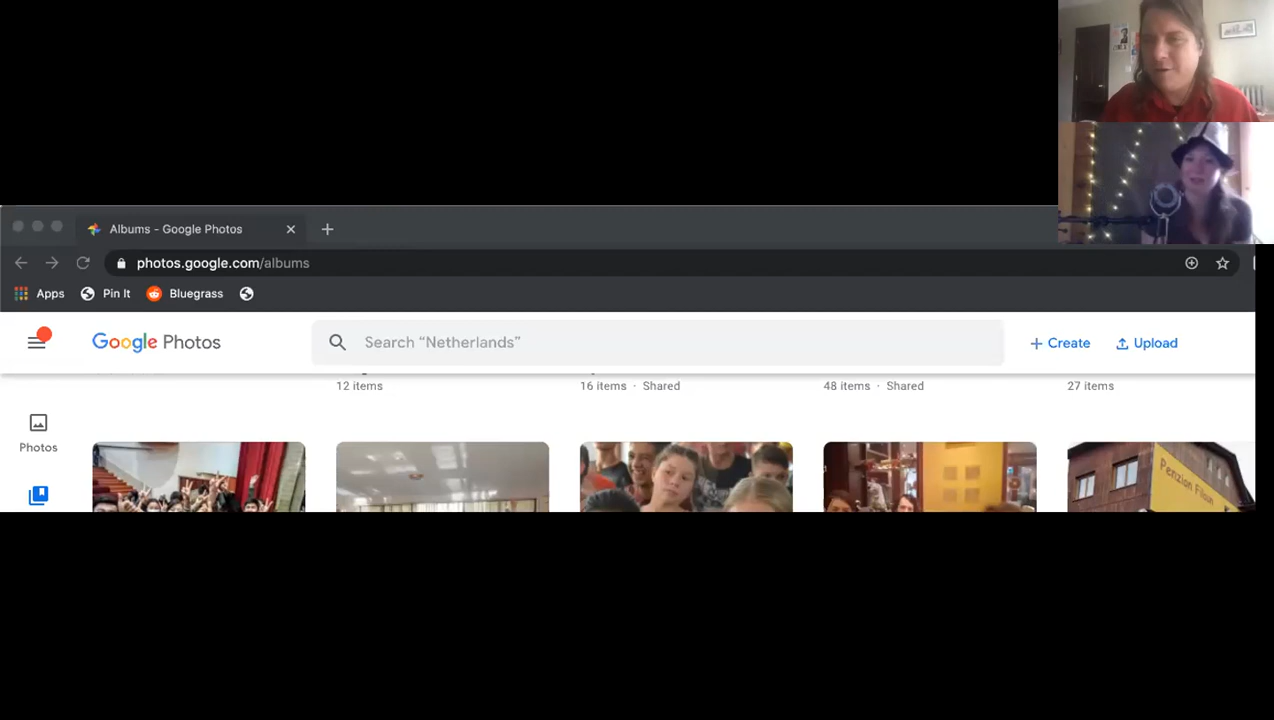 Albums - Google Photos
photos.google.com/albums
Apps
Pin It
Bluegrass
Google Photos
Search “Netherlands”
Create
Upload
12 items
16 items · Shared
48 items · Shared
27 items
Photos
Penzion Filaun